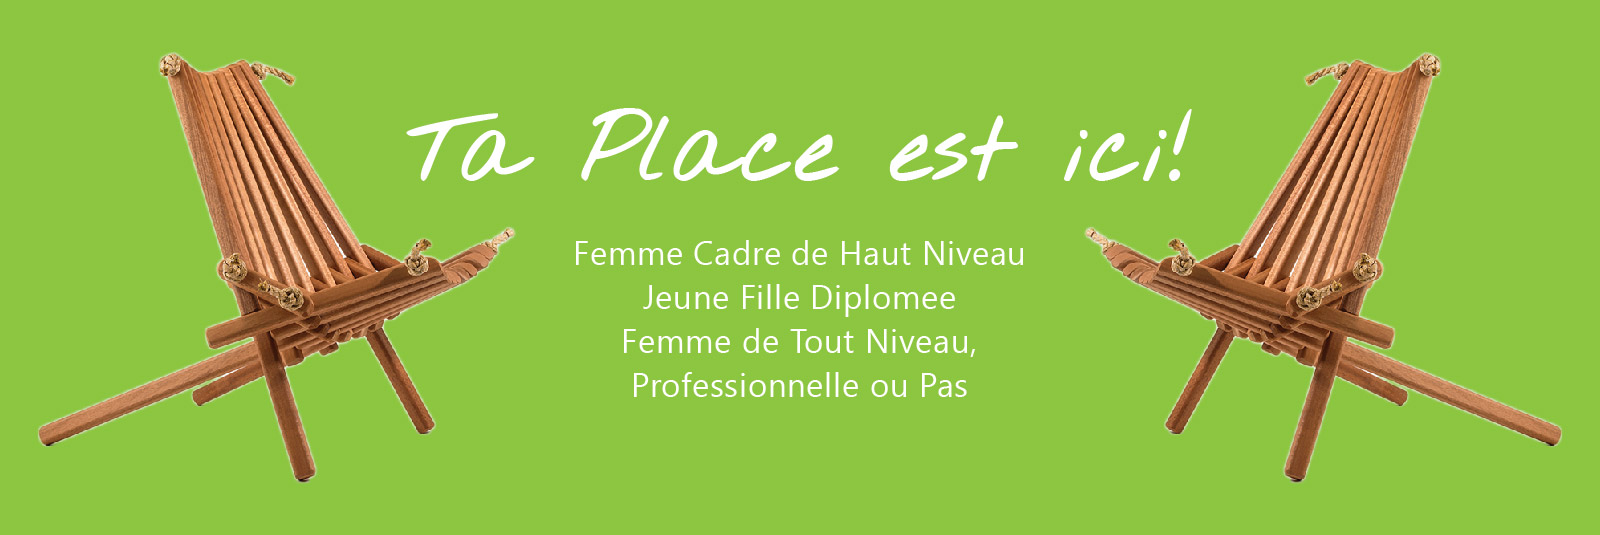 Ta Place est ici!
Femme Cadre de Haut Niveau
Jeune Fille Diplomee
Femme de Tout Niveau,
Professionnelle ou Pas